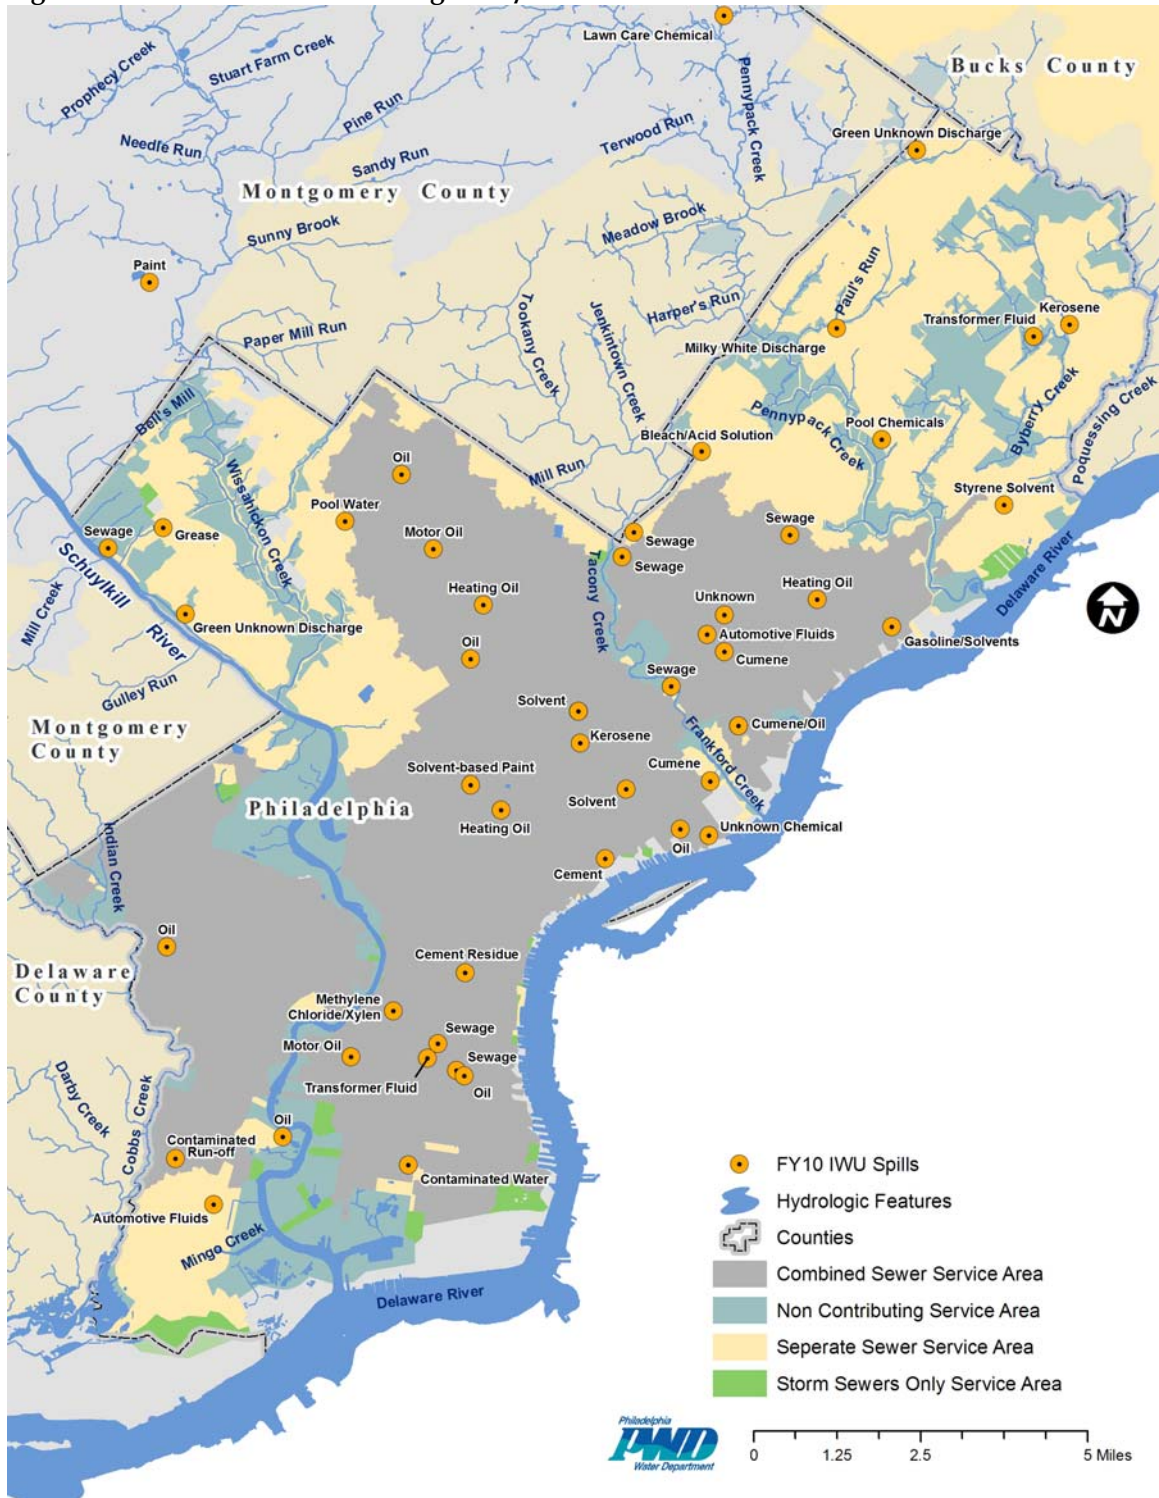 Lawn Care Chemical
Bucks County
Prophecy Creek
Stuart Farm Creek
Pennypack Creek
Pine Run
Needle Run
Terwood Run
Green Unknown Discharge
Sandy Run
Montgomery County
Sunny Brook
Meadow Brook
Paint
Paul's Run
Harper's Run
Tookany Creek
Jenkintown Creek
Kerosene
Transformer Fluid
Paper Mill Run
Milky White Discharge
Bell's Mill
Pennypack Creek
Byberry Creek
Poquessing Creek
Pool Chemicals
Bleach/Acid Solution
Oil
Mill Run
Wissahickon Creek
Styrene Solvent
Pool Water
Sewage
Grease
Motor Oil
Sewage
Sewage
Sewage
Tacony Creek
Delaware River
Schuylkill
River
Mill Creek
Heating Oil
Heating Oil
Unknown
Green Unknown Discharge
Automotive Fluids
Gasoline/Solvents
N
Oil
Cumene
Sewage
Gulley Run
Solvent
Montgomery
County
Cumene/Oil
Frankford Creek
Kerosene
Solvent-based Paint
Cumene
Philadelphia
Solvent
Heating Oil
Unknown Chemical
Oil
Indian Creek
Cement
Oil
Cement Residue
Delaware
County
Methylene
Chloride/Xylen
Sewage
Motor Oil
Sewage
Transformer Fluid
Oil
Darby Creek
Cobbs Creek
Oil
Contaminated
Run-off
Contaminated Water
Automotive Fluids
Mingo Creek
Delaware River
FY10 IWU Spills
Hydrologic Features
Counties
Combined Sewer Service Area
Non Contributing Service Area
Seperate Sewer Service Area
Storm Sewers Only Service Area
Philadelphia
PWD
Water Department
0 1.25 2.5 5 Miles